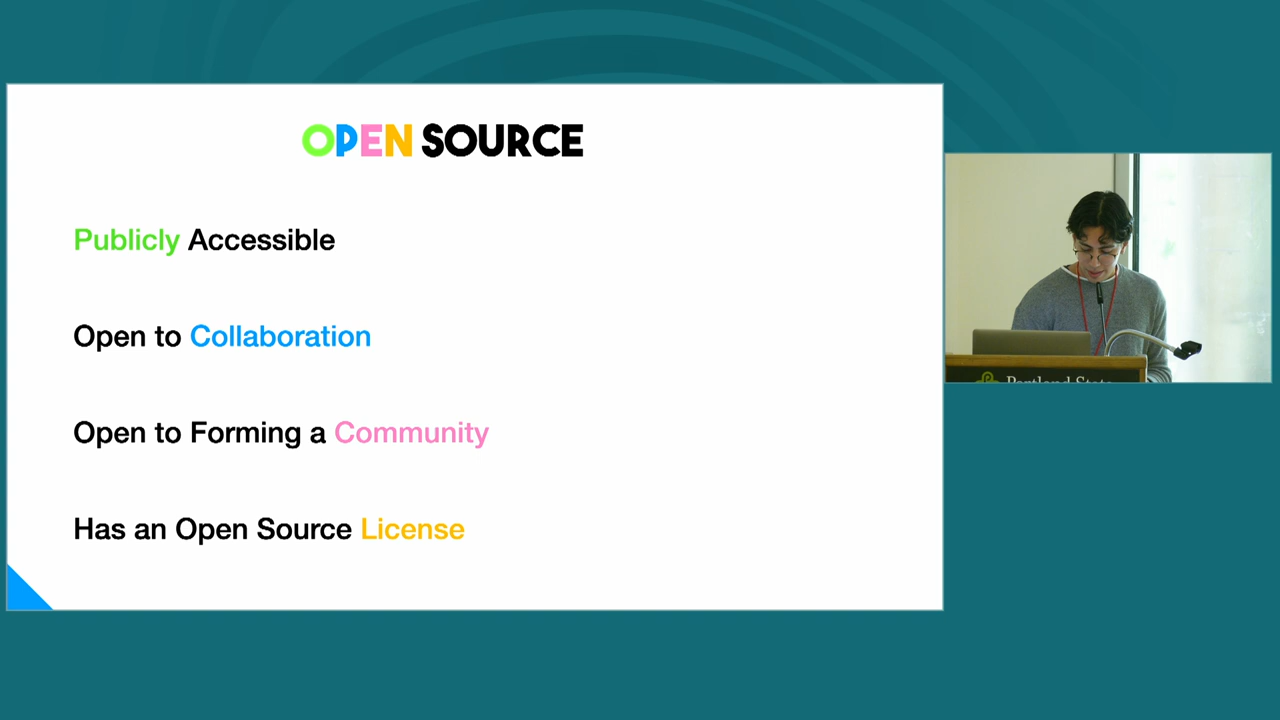 OPEN SOURCE
Publicly Accessible
Open to Collaboration
Open to Forming a Community
Has an Open Source License
Portland State